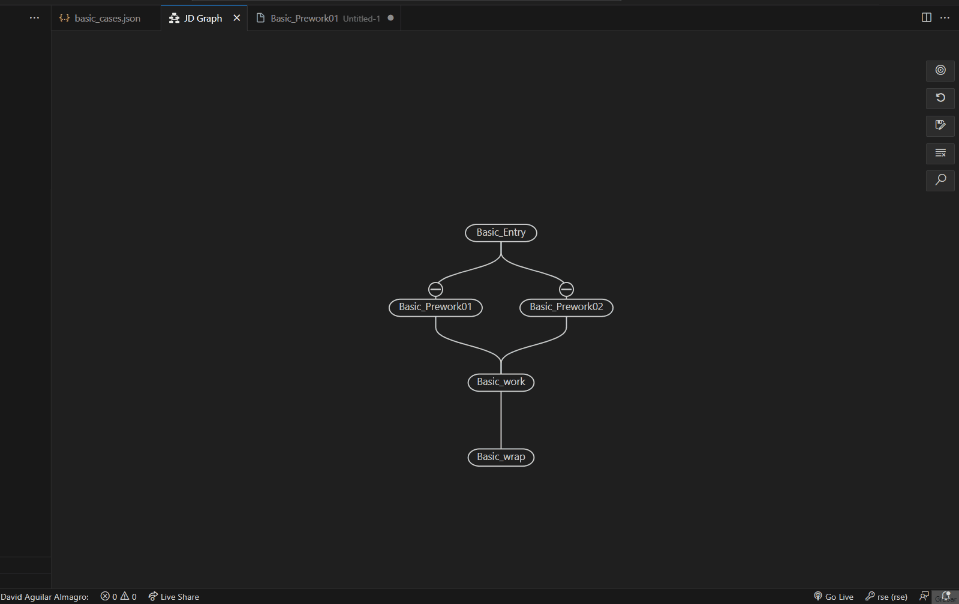 basic_cases.json
JD Graph
Basic_Prework01 Untitled-1
Basic_Entry
Basic_Prework01
Basic_Prework02
Basic_work
Basic_wrap
David Aguilar Almagro: 0 0 Live Share
Go Live rse (rse)